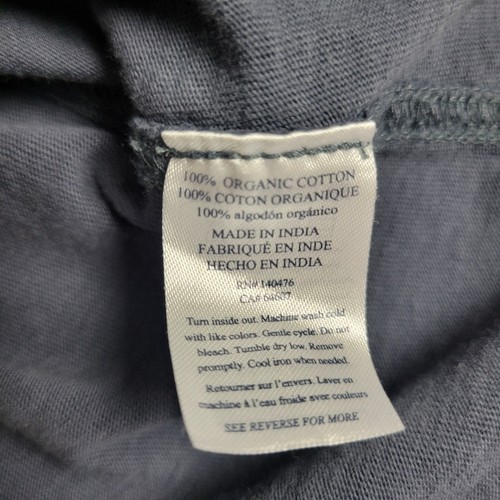 100% ORGANIC COTTON
100% COTON ORGANIQUE
100% algodón orgánico
MADE IN INDIA
FABRIQUÉ EN INDE
HECHO EN INDIA
RN# 140476
CA# 64607
Turn inside out. Machine wash cold
with like colors. Gentle cycle. Do not
bleach. Tumble dry low. Remove
promptly. Cool iron when needed.
Retourner sur l'envers. Laver en
machine à l'eau froide avec couleurs
SEE REVERSE FOR MORE